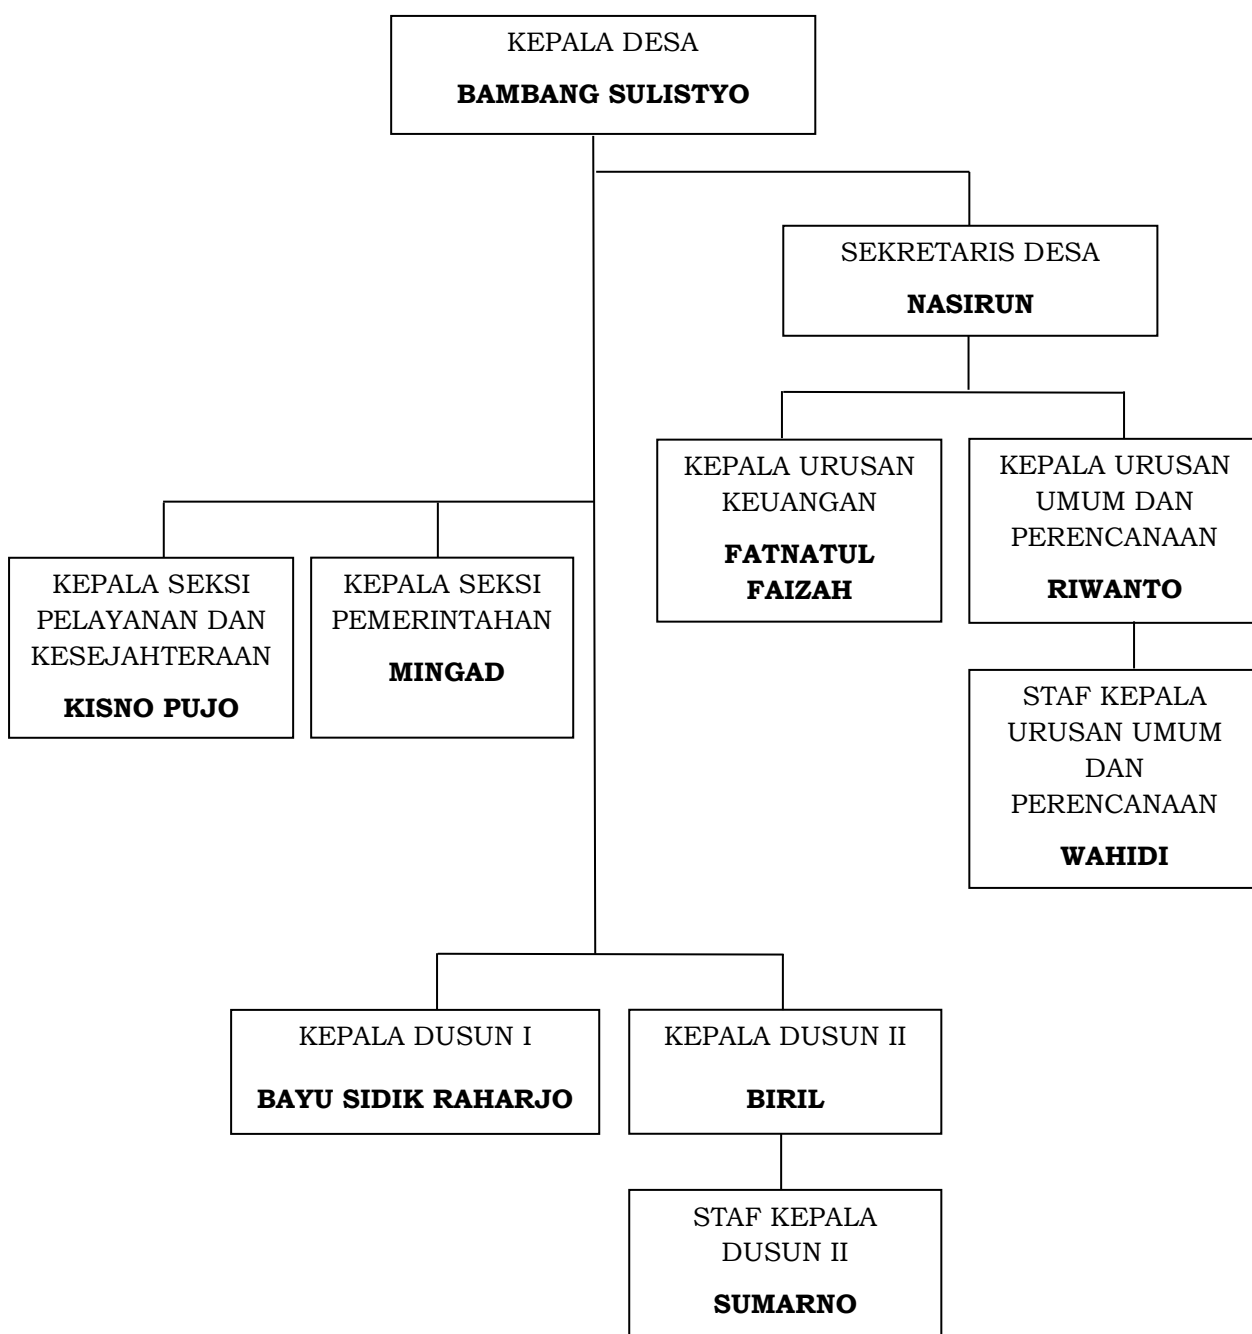 KEPALA DESA
BAMBANG SULISTYO
SEKRETARIS DESA
NASIRUN
KEPALA URUSAN
KEUANGAN
FATNATUL
FAIZAH
KEPALA URUSAN
UMUM DAN
PERENCANAAN
RIWANTO
KEPALA SEKSI
PELAYANAN DAN
KESEJAHTERAAN
KISNO PUJO
KEPALA SEKSI
PEMERINTAHAN
MINGAD
STAF KEPALA
URUSAN UMUM
DAN
PERENCANAAN
WAHIDI
KEPALA DUSUN I
BAYU SIDIK RAHARJO
KEPALA DUSUN II
BIRIL
STAF KEPALA
DUSUN II
SUMARNO